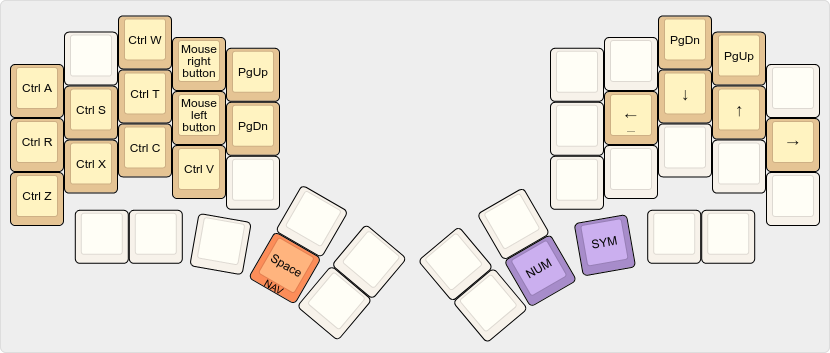 Ctrl W
PgDn
Mouse
right
button
PgUp
PgUp
Ctrl A
Ctrl T
Ctrl S
Mouse
left
button
PgDn
←
_
↓
↑
Ctrl R
Ctrl C
→
Ctrl X
Ctrl V
Ctrl Z
Space
NAV
NUM
SYM